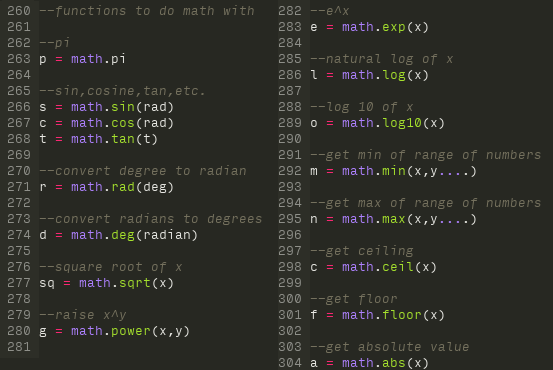 260 --functions to do math with
261
262 --pi
263 p = math.pi
264
265 --sin,cosine,tan,etc.
266 s = math.sin(rad)
267 c = math.cos(rad)
268 t = math.tan(t)
269
270 --convert degree to radian
271 r = math.rad(deg)
272
273 --convert radians to degrees
274 d = math.deg(radian)
275
276 --square root of x
277 sq = math.sqrt(x)
278
279 --raise x^y
280 g = math.power(x,y)
281
282 --e^x
283 e = math.exp(x)
284
285 --natural log of x
286 l = math.log(x)
287
288 --log 10 of x
289 o = math.log10(x)
290
291 --get min of range of numbers
292 m = math.min(x,y....)
293
294 --get max of range of numbers
295 n = math.max(x,y....)
296
297 --get ceiling
298 c = math.ceil(x)
299
300 --get floor
301 f = math.floor(x)
302
303 --get absolute value
304 a = math.abs(x)